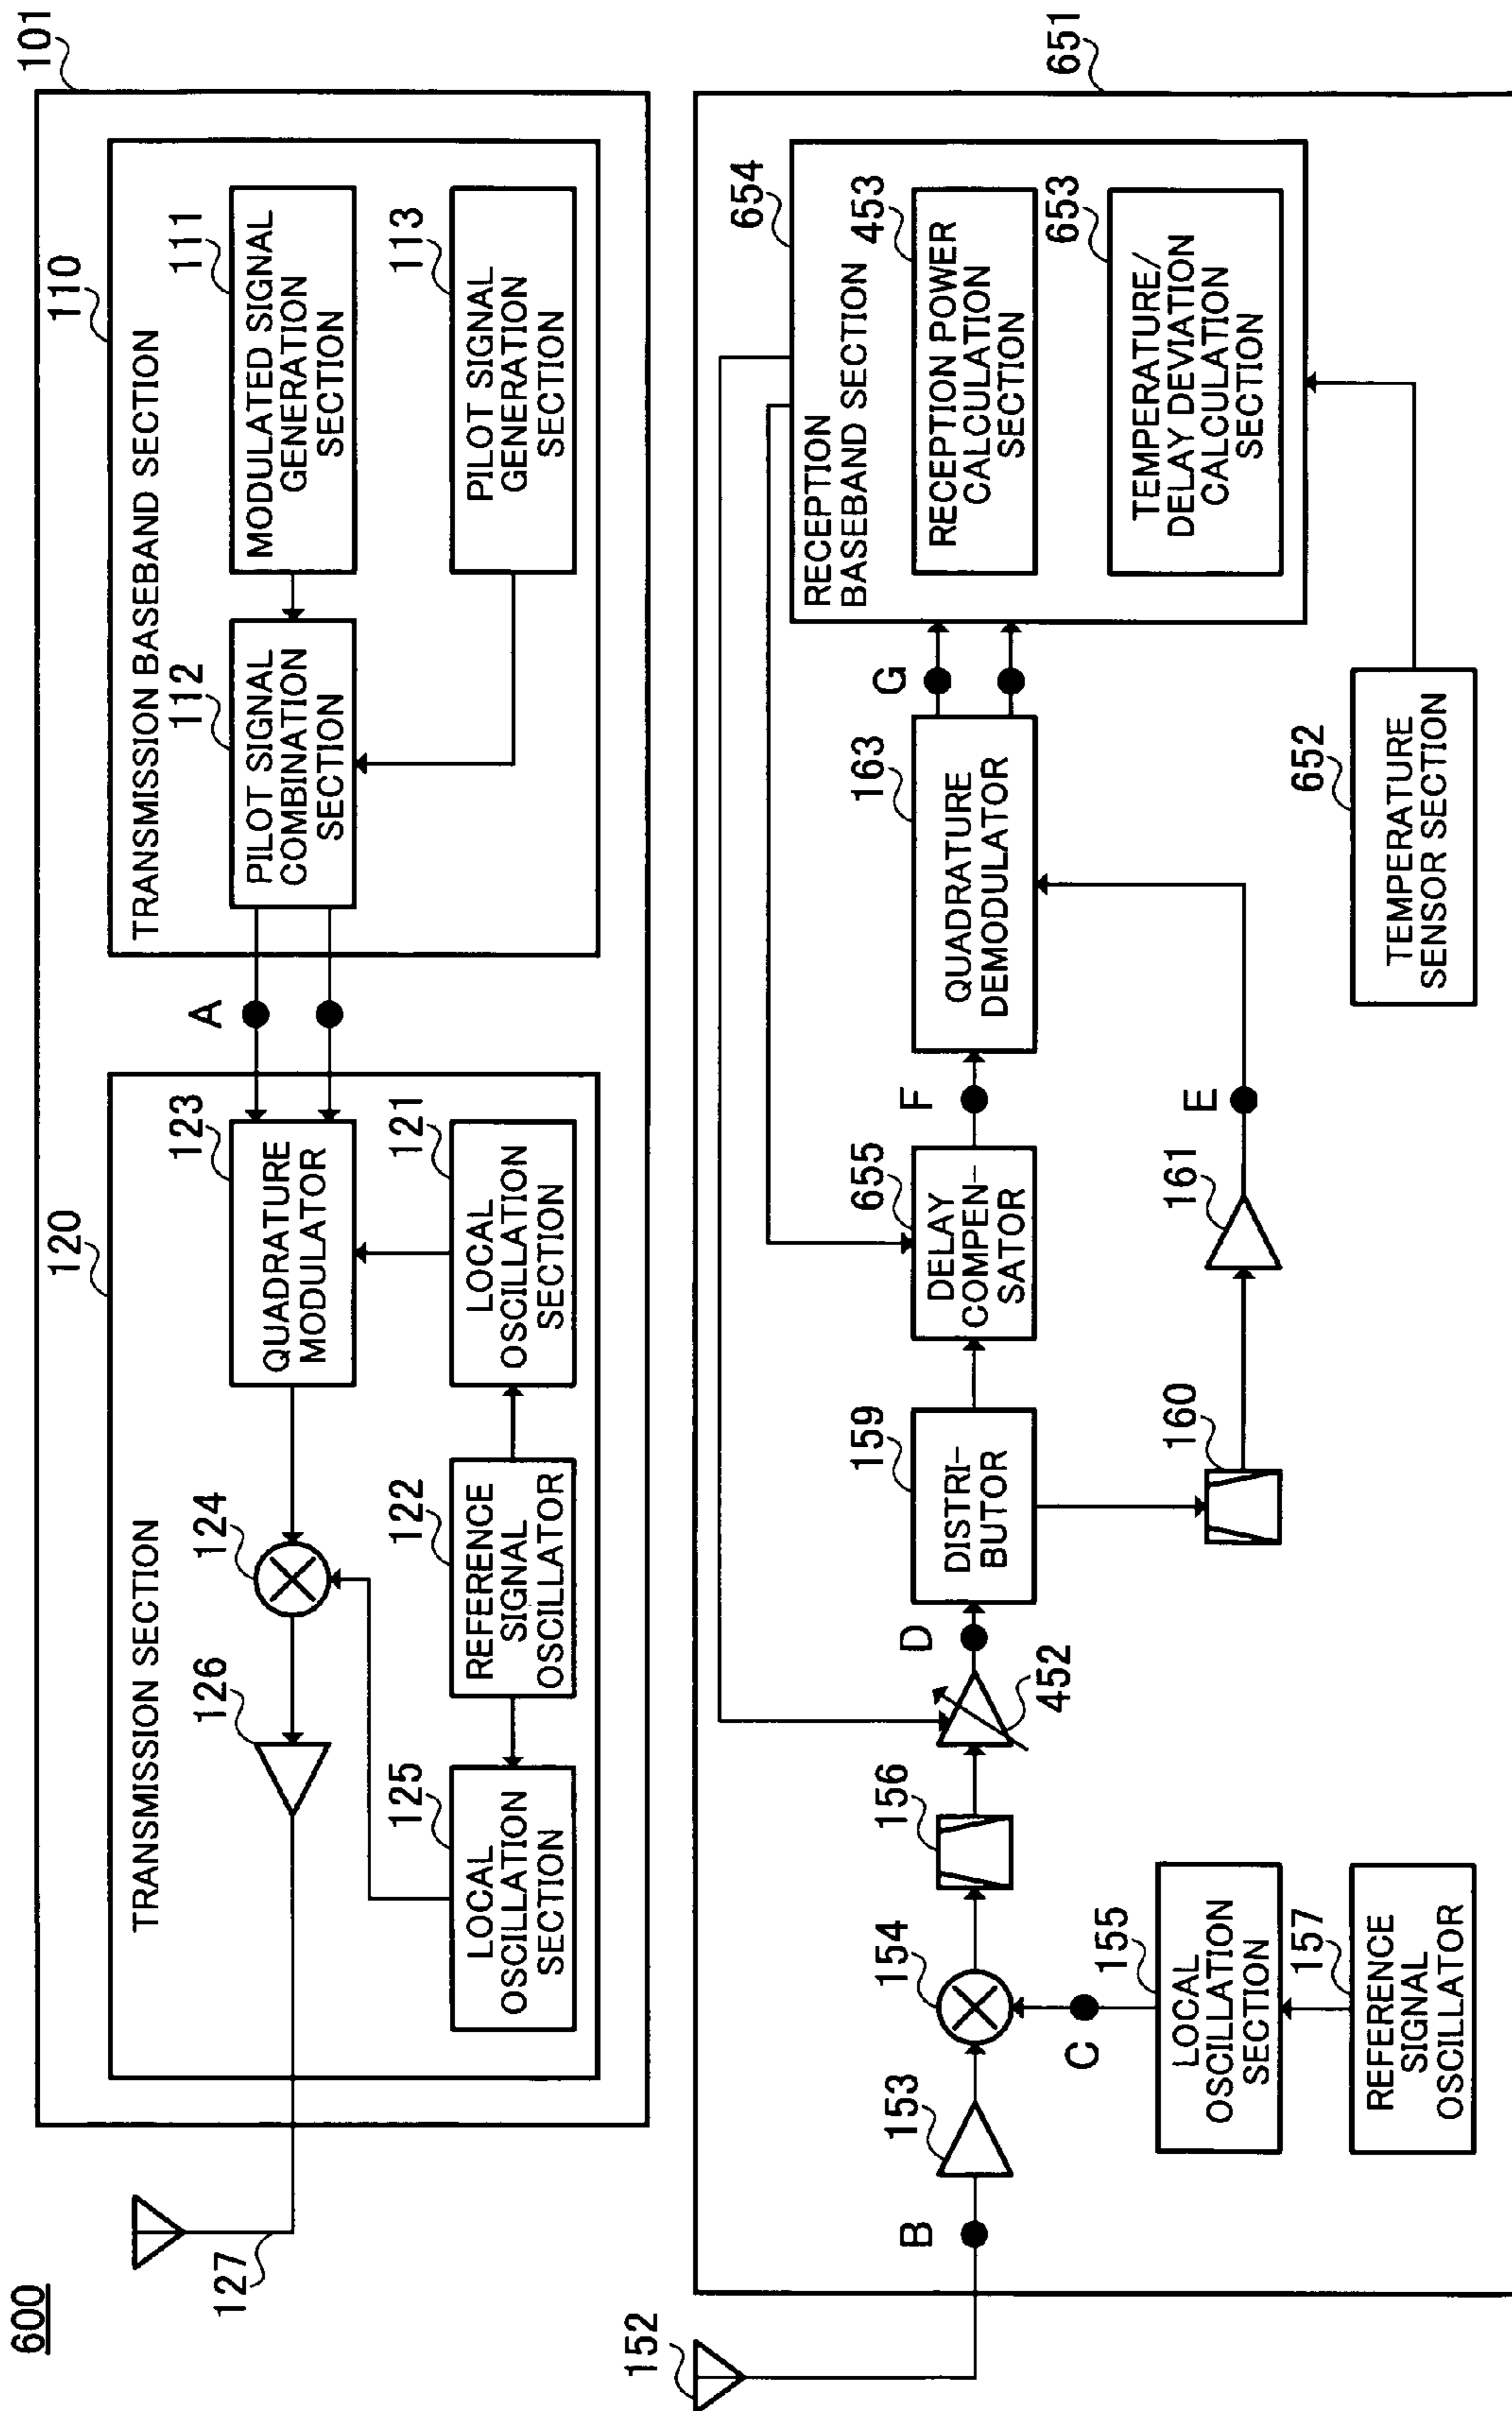 600
101
110
TRANSMISSION BASEBAND SECTION
111
MODULATED SIGNAL
GENERATION
SECTION
112
PILOT SIGNAL
COMBINATION
SECTION
113
PILOT SIGNAL
GENERATION
SECTION
A
120
TRANSMISSION SECTION
123
QUADRATURE
MODULATOR
121
LOCAL
OSCILLATION
SECTION
124
122
REFERENCE
SIGNAL
OSCILLATOR
126
125
LOCAL
OSCILLATION
SECTION
127
651
152
B
153
154
C
155
LOCAL
OSCILLATION
SECTION
157
REFERENCE
SIGNAL
OSCILLATOR
156
452
D
159
DISTRI-
BUTOR
160
161
E
655
DELAY
COMPEN-
SATOR
F
163
QUADRATURE
DEMODULATOR
G
654
RECEPTION
BASEBAND SECTION
453
RECEPTION POWER
CALCULATION
SECTION
653
TEMPERATURE/
DELAY DEVIATION
CALCULATION
SECTION
652
TEMPERATURE
SENSOR SECTION